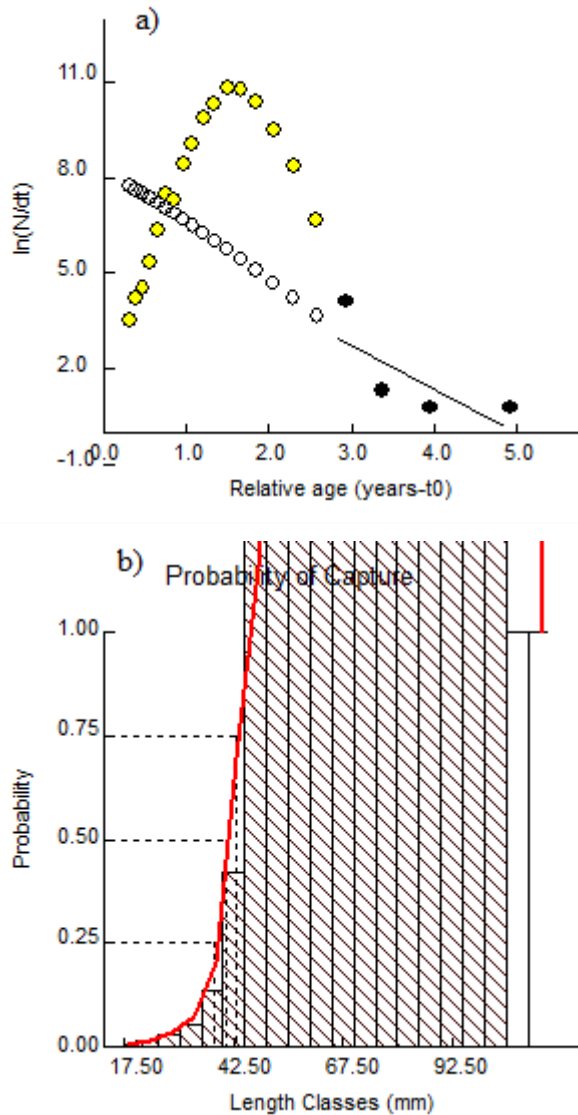 a)
11.0
8.0
5.0
2.0
-1.0
ln(N/dt)
0.0 1.0 2.0 3.0 4.0 5.0
Relative age (years-t0)
b)
Probability of Capture
1.00
0.75
0.50
0.25
0.00
Probability
17.50 42.50 67.50 92.50
Length Classes (mm)